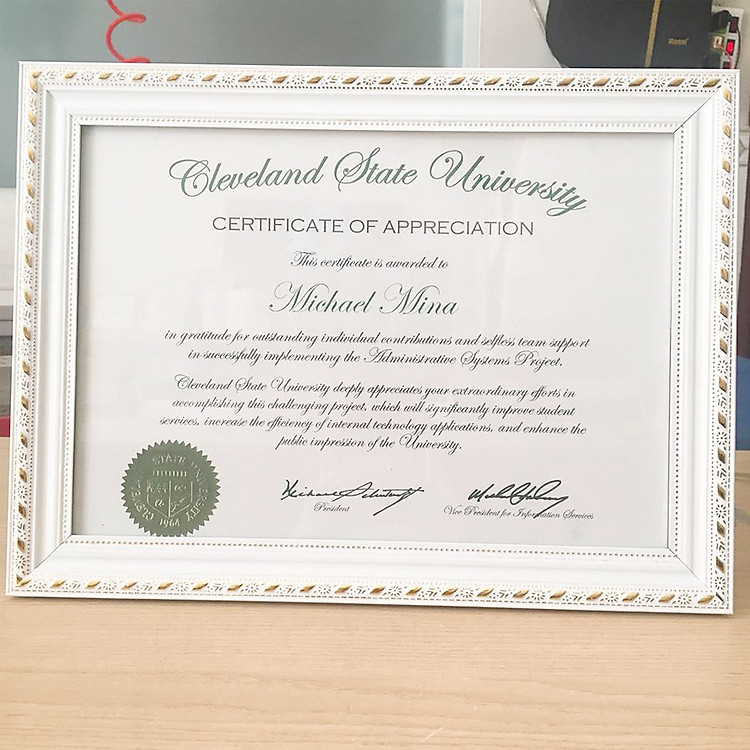 Cleveland State University
CERTIFICATE OF APPRECIATION
This certificate is awarded to
Michael Mina
in gratitude for outstanding individual contributions and selfless team support
in successfully implementing the Administrative Systems Project.
Cleveland State University deeply appreciates your extraordinary efforts in
accomplishing this challenging project, which will significantly improve student
services, increase the efficiency of internal technology applications, and enhance the
public impression of the University.
President
Vice President for Information Services
STATE UNIVERSITY
1964